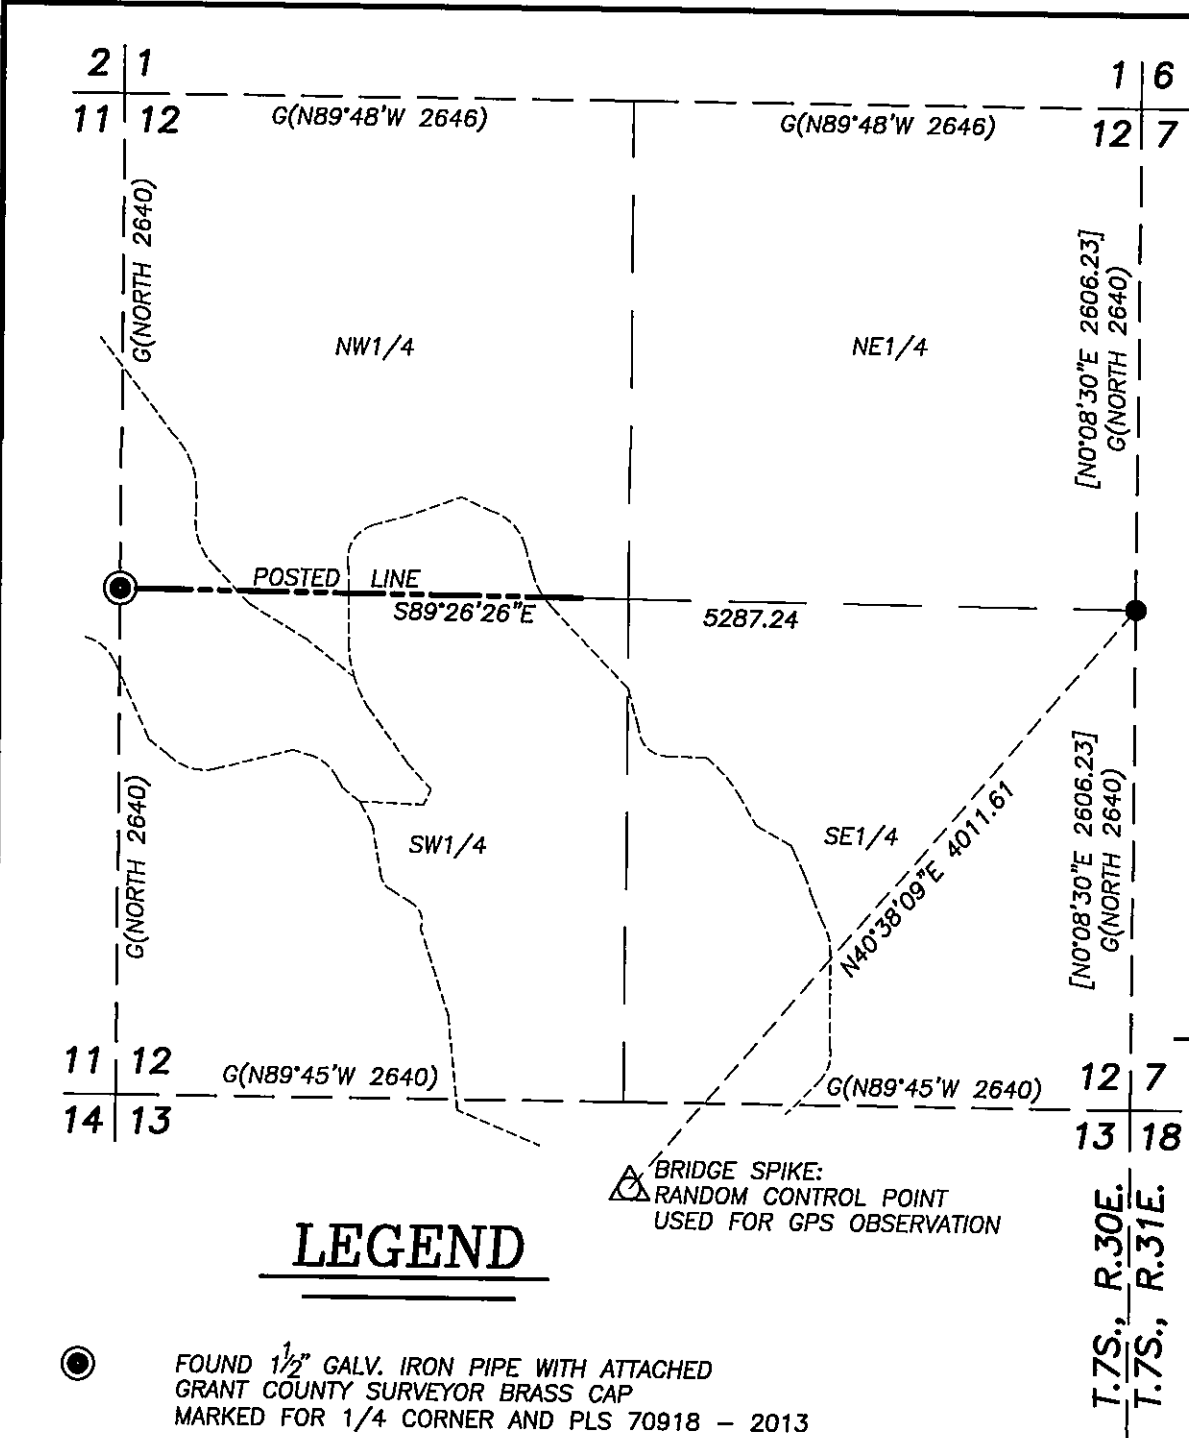 2 1
1 6
11 12
G(N89°48'W 2646)
G(N89°48'W 2646)
12 7
G(NORTH 2640)
[N0°08'30"E 2606.23]
G(NORTH 2640)
NW1/4
NE1/4
POSTED LINE
S89°26'26"E
5287.24
G(NORTH 2640)
SW1/4
SE1/4
N40°38'09"E 4011.61
[N0°08'30"E 2606.23]
G(NORTH 2640)
11 12
G(N89°45'W 2640)
G(N89°45'W 2640)
12 7
14 13
13 18
BRIDGE SPIKE:
RANDOM CONTROL POINT
USED FOR GPS OBSERVATION
T.7S., R.30E.
T.7S., R.31E.
LEGEND
FOUND 1½" GALV. IRON PIPE WITH ATTACHED
GRANT COUNTY SURVEYOR BRASS CAP
MARKED FOR 1/4 CORNER AND PLS 70918 – 2013